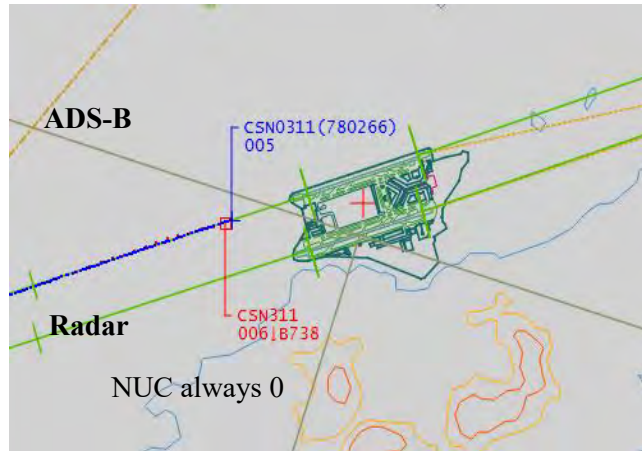 ADS-B
CSN0311(780266)
005
Radar
CSN311
006↓B738
NUC always 0